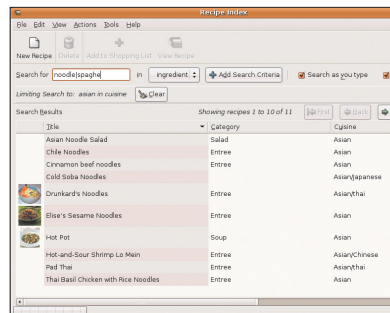 Recipe Index
File Edit View Actions Tools Help
New Recipe Delete Add to Shopping List View Recipe
Search for noodle|spaghe in ingredient Add Search Criteria Search as you type
Limiting Search to: asian in cuisine Clear
Search Results Showing recipes 1 to 10 of 11 First Back
Title Category Cuisine
Asian Noodle Salad Salad Asian
Chile Noodles Entree Asian
Cinnamon beef noodles Entree Asian
Cold Soba Noodles Asian/Japanese
Drunkard's Noodles Entree Asian/thai
Elise's Sesame Noodles Entree Asian
Hot Pot Soup Asian
Hot-and-Sour Shrimp Lo Mein Entree Asian/Chinese
Pad Thai Entree Asian/thai
Thai Basil Chicken with Rice Noodles Entree Asian